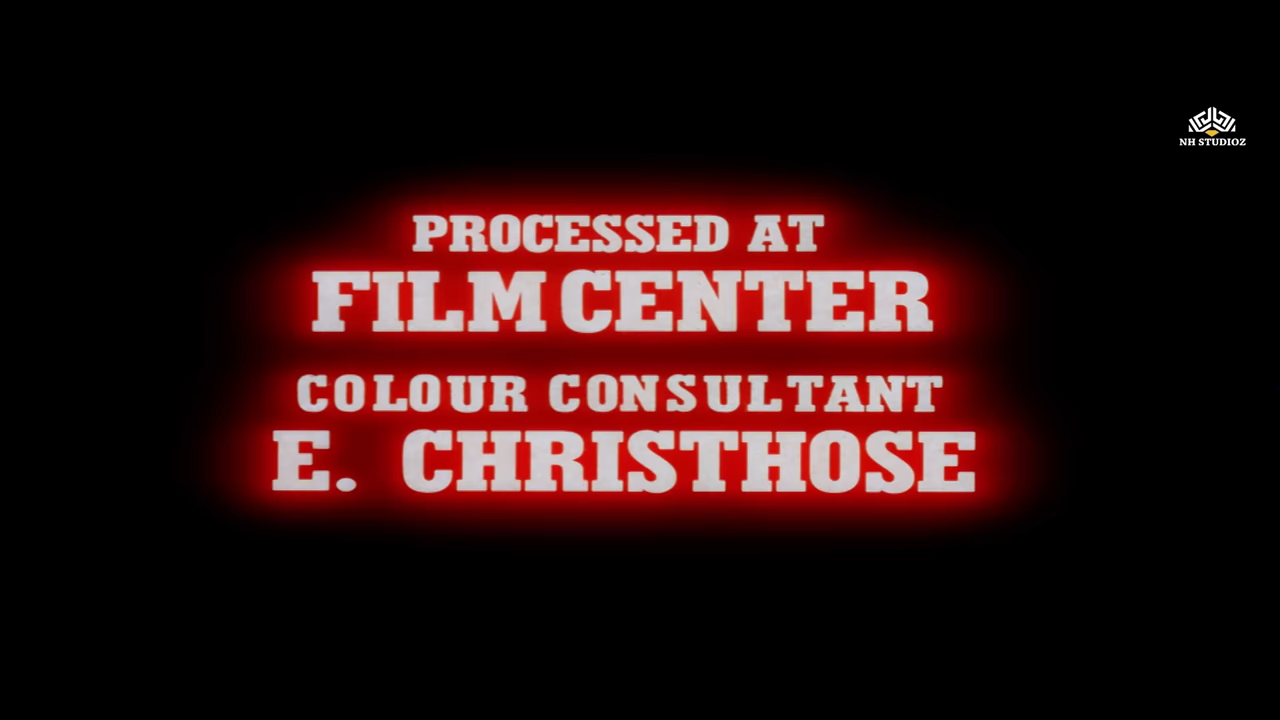 NH STUDIOZ
PROCESSED AT
FILM CENTER
COLOUR CONSULTANT
E. CHRISTHOSE